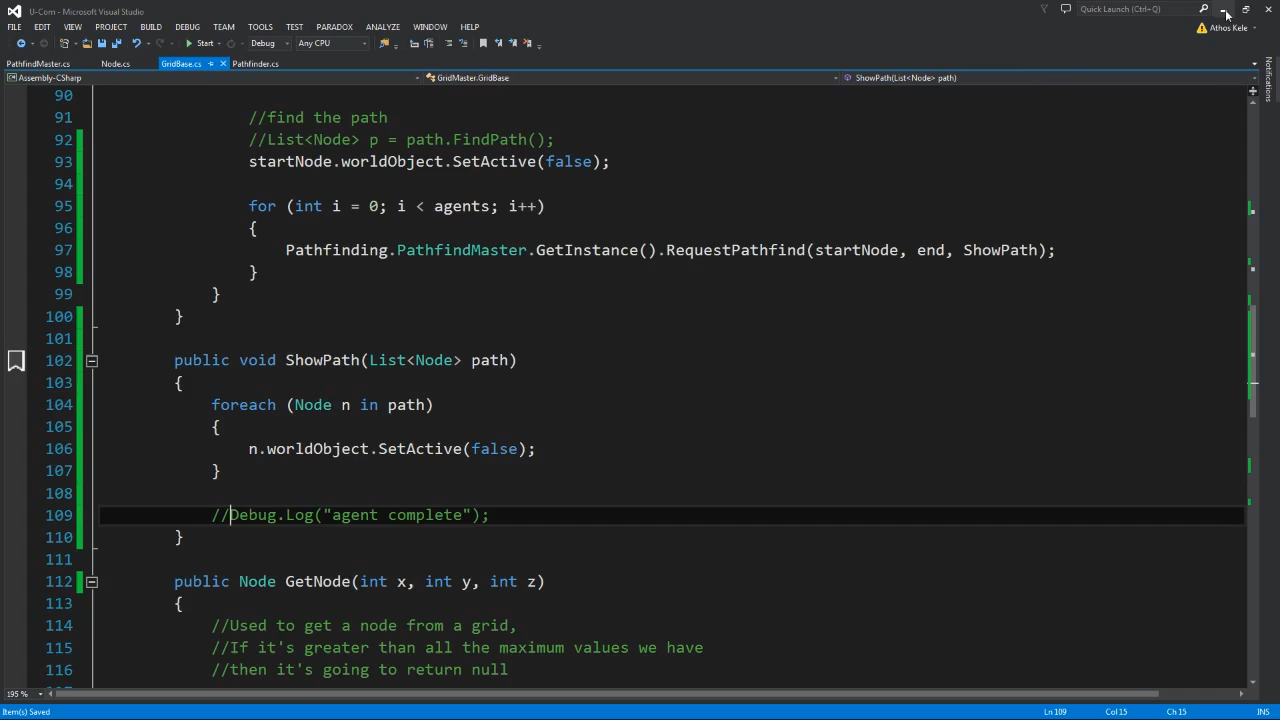 U-Com - Microsoft Visual Studio
Quick Launch (Ctrl+Q)
FILE EDIT VIEW PROJECT BUILD DEBUG TEAM TOOLS TEST PARADOX ANALYZE WINDOW HELP
Athos Kele
Start Debug Any CPU
PathfindMaster.cs Node.cs GridBase.cs Pathfinder.cs
Notifications
Assembly-CSharp GridMaster.GridBase ShowPath(List<Node> path)
90
91 //find the path
92 //List<Node> p = path.FindPath();
93 startNode.worldObject.SetActive(false);
94
95 for (int i = 0; i < agents; i++)
96 {
97 Pathfinding.PathfindMaster.GetInstance().RequestPathfind(startNode, end, ShowPath);
98 }
99 }
100 }
101
102 public void ShowPath(List<Node> path)
103 {
104 foreach (Node n in path)
105 {
106 n.worldObject.SetActive(false);
107 }
108
109 //Debug.Log("agent complete");
110 }
111
112 public Node GetNode(int x, int y, int z)
113 {
114 //Used to get a node from a grid,
115 //If it's greater than all the maximum values we have
116 //then it's going to return null
195 %
Item(s) Saved Ln 109 Col 15 Ch 15 INS